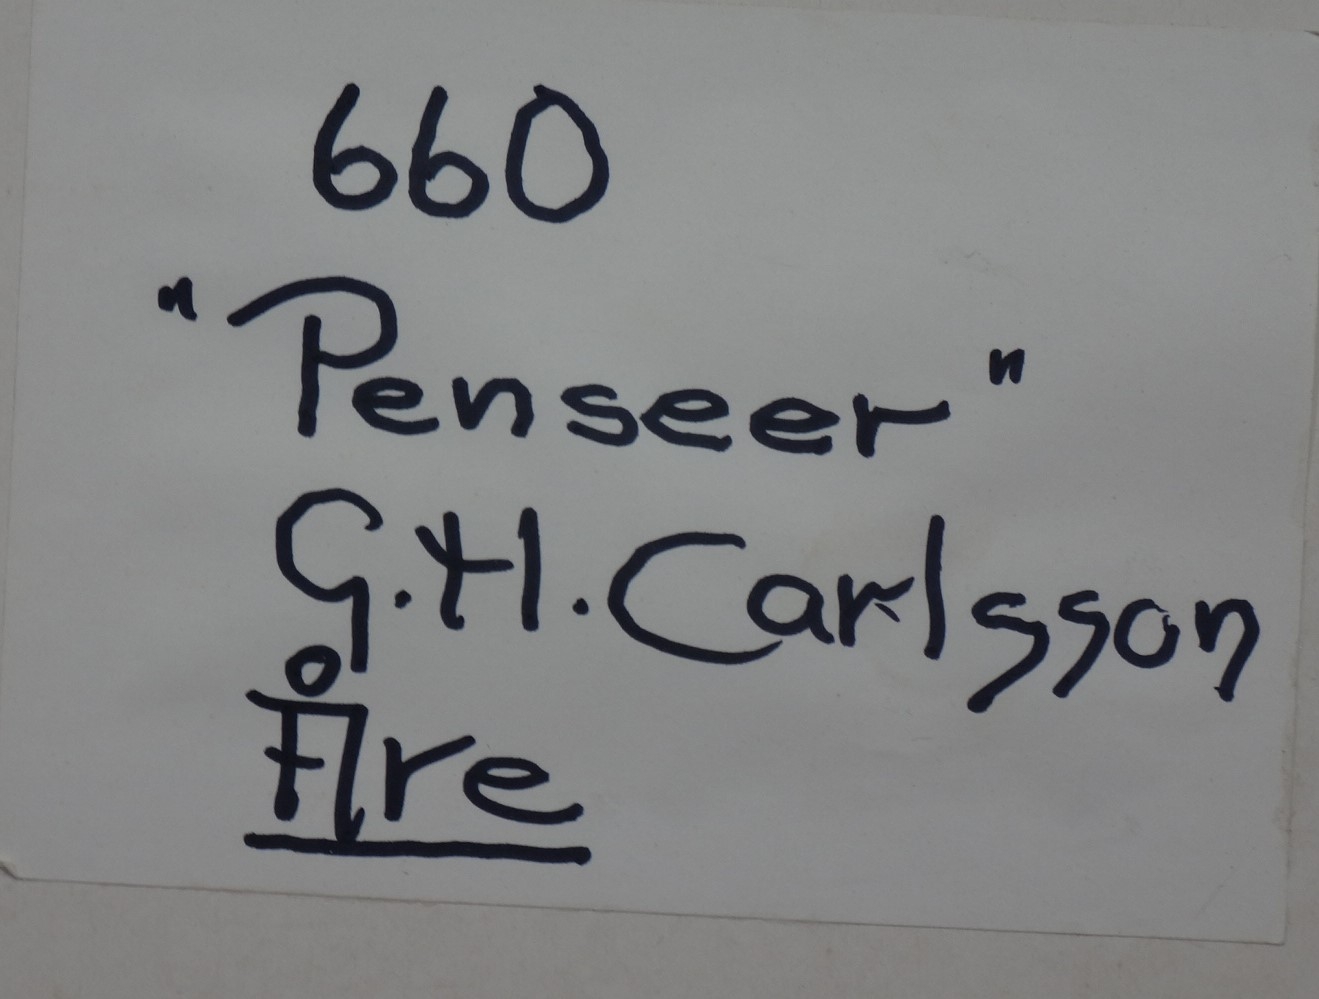 660
"Penseer"
G.H. Carlsson
Åre